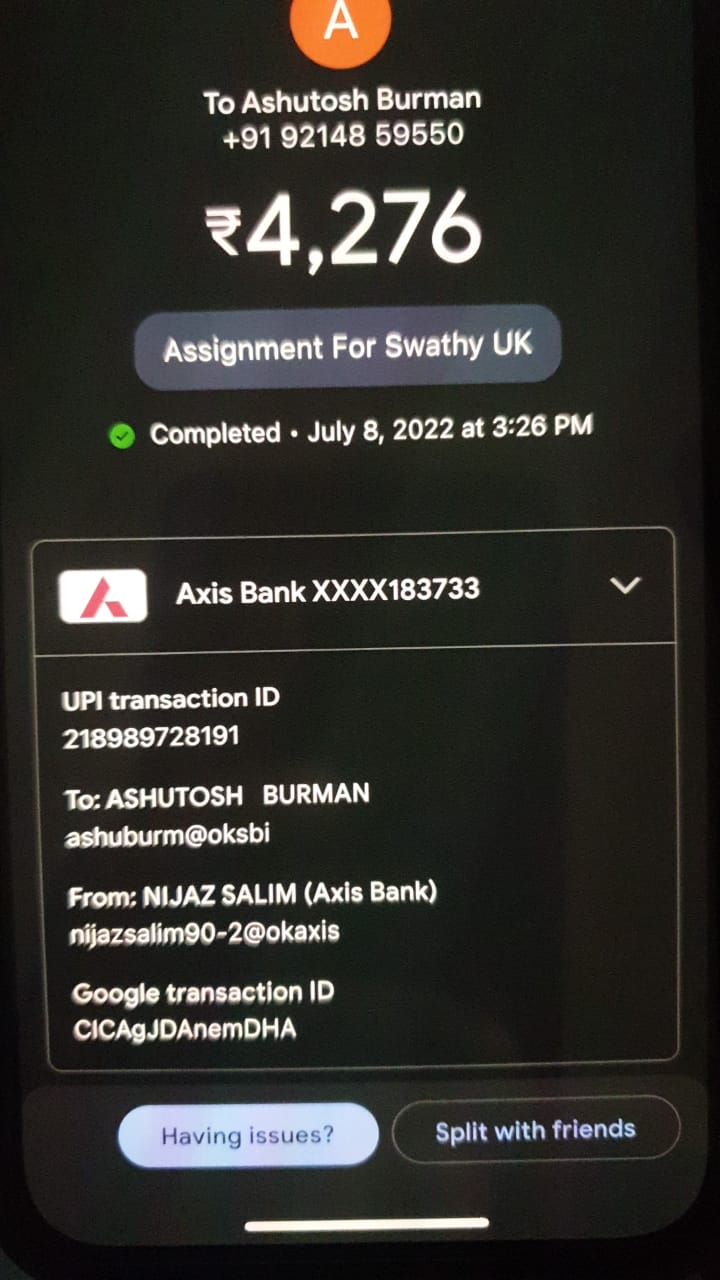 A
To Ashutosh Burman
+91 92148 59550
₹4,276
Assignment For Swathy UK
Completed • July 8, 2022 at 3:26 PM
Axis Bank XXXX183733
UPI transaction ID
218989728191
To: ASHUTOSH BURMAN
ashuburm@oksbi
From: NIJAZ SALIM (Axis Bank)
nijazsalim90-2@okaxis
Google transaction ID
CICAgJDAnemDHA
Having issues?
Split with friends